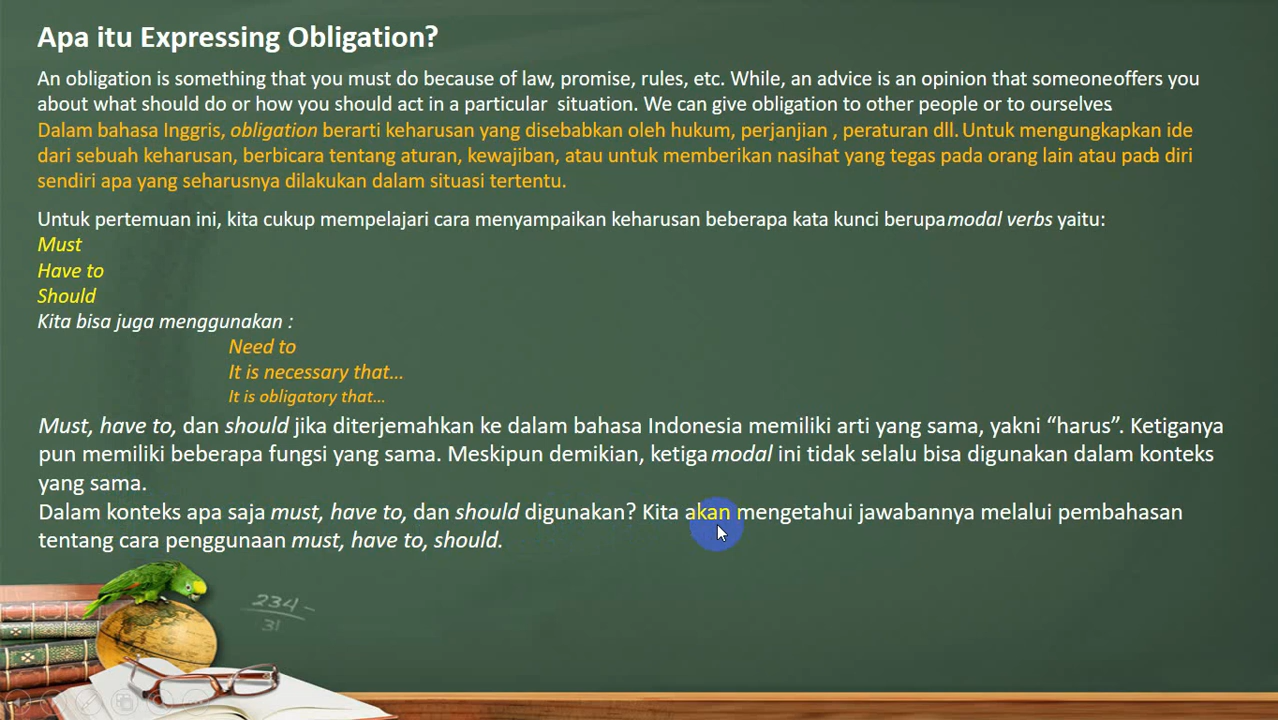 Apa itu Expressing Obligation?
An obligation is something that you must do because of law, promise, rules, etc. While, an advice is an opinion that someone offers you
about what should do or how you should act in a particular situation. We can give obligation to other people or to ourselves.
Dalam bahasa Inggris, obligation berarti keharusan yang disebabkan oleh hukum, perjanjian , peraturan dll. Untuk mengungkapkan ide
dari sebuah keharusan, berbicara tentang aturan, kewajiban, atau untuk memberikan nasihat yang tegas pada orang lain atau pada diri
sendiri apa yang seharusnya dilakukan dalam situasi tertentu.
Untuk pertemuan ini, kita cukup mempelajari cara menyampaikan keharusan beberapa kata kunci berupa modal verbs yaitu:
Must
Have to
Should
Kita bisa juga menggunakan :
Need to
It is necessary that...
It is obligatory that...
Must, have to, dan should jika diterjemahkan ke dalam bahasa Indonesia memiliki arti yang sama, yakni “harus”. Ketiganya
pun memiliki beberapa fungsi yang sama. Meskipun demikian, ketiga modal ini tidak selalu bisa digunakan dalam konteks
yang sama.
Dalam konteks apa saja must, have to, dan should digunakan? Kita akan mengetahui jawabannya melalui pembahasan
tentang cara penggunaan must, have to, should.
234 -
31